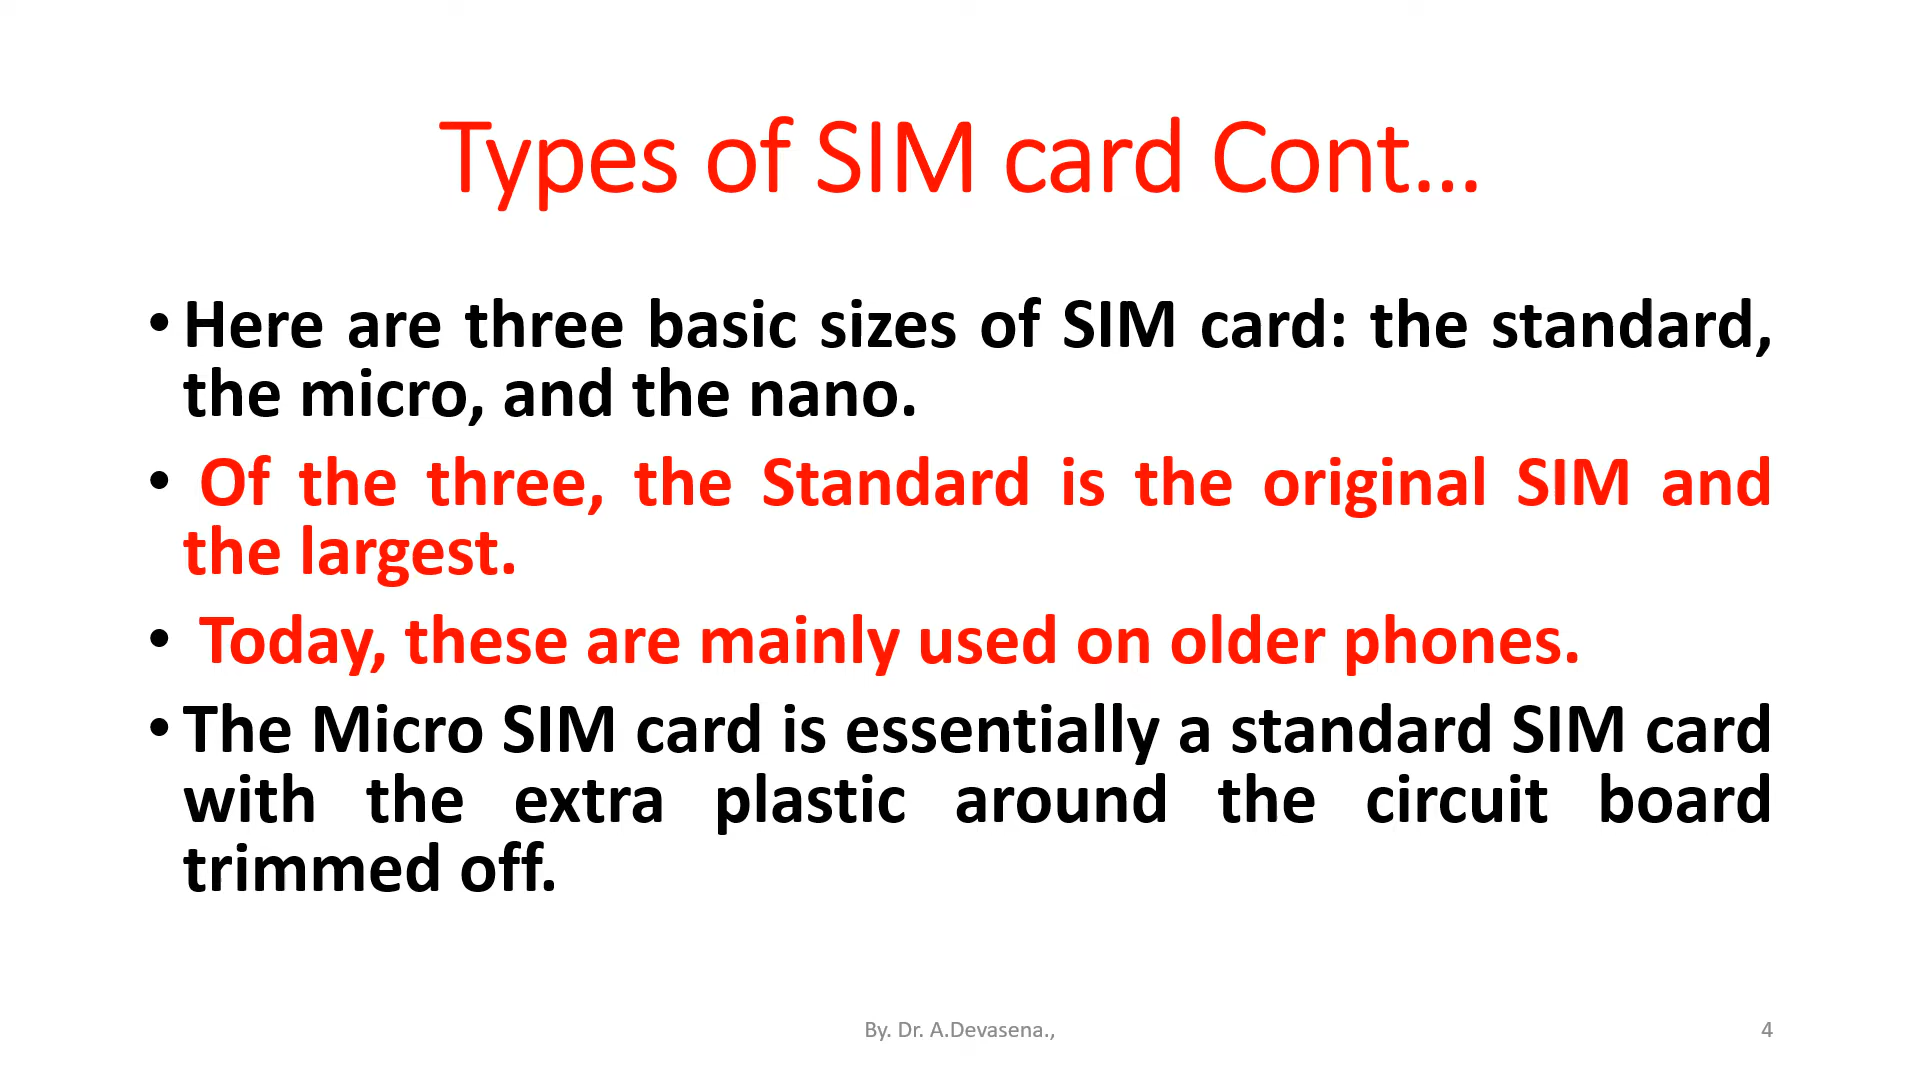 Types of SIM card Cont...
• Here are three basic sizes of SIM card: the standard,
the micro, and the nano.
• Of the three, the Standard is the original SIM and
the largest.
• Today, these are mainly used on older phones.
• The Micro SIM card is essentially a standard SIM card
with the extra plastic around the circuit board
trimmed off.
By. Dr. A.Devasena.,
4